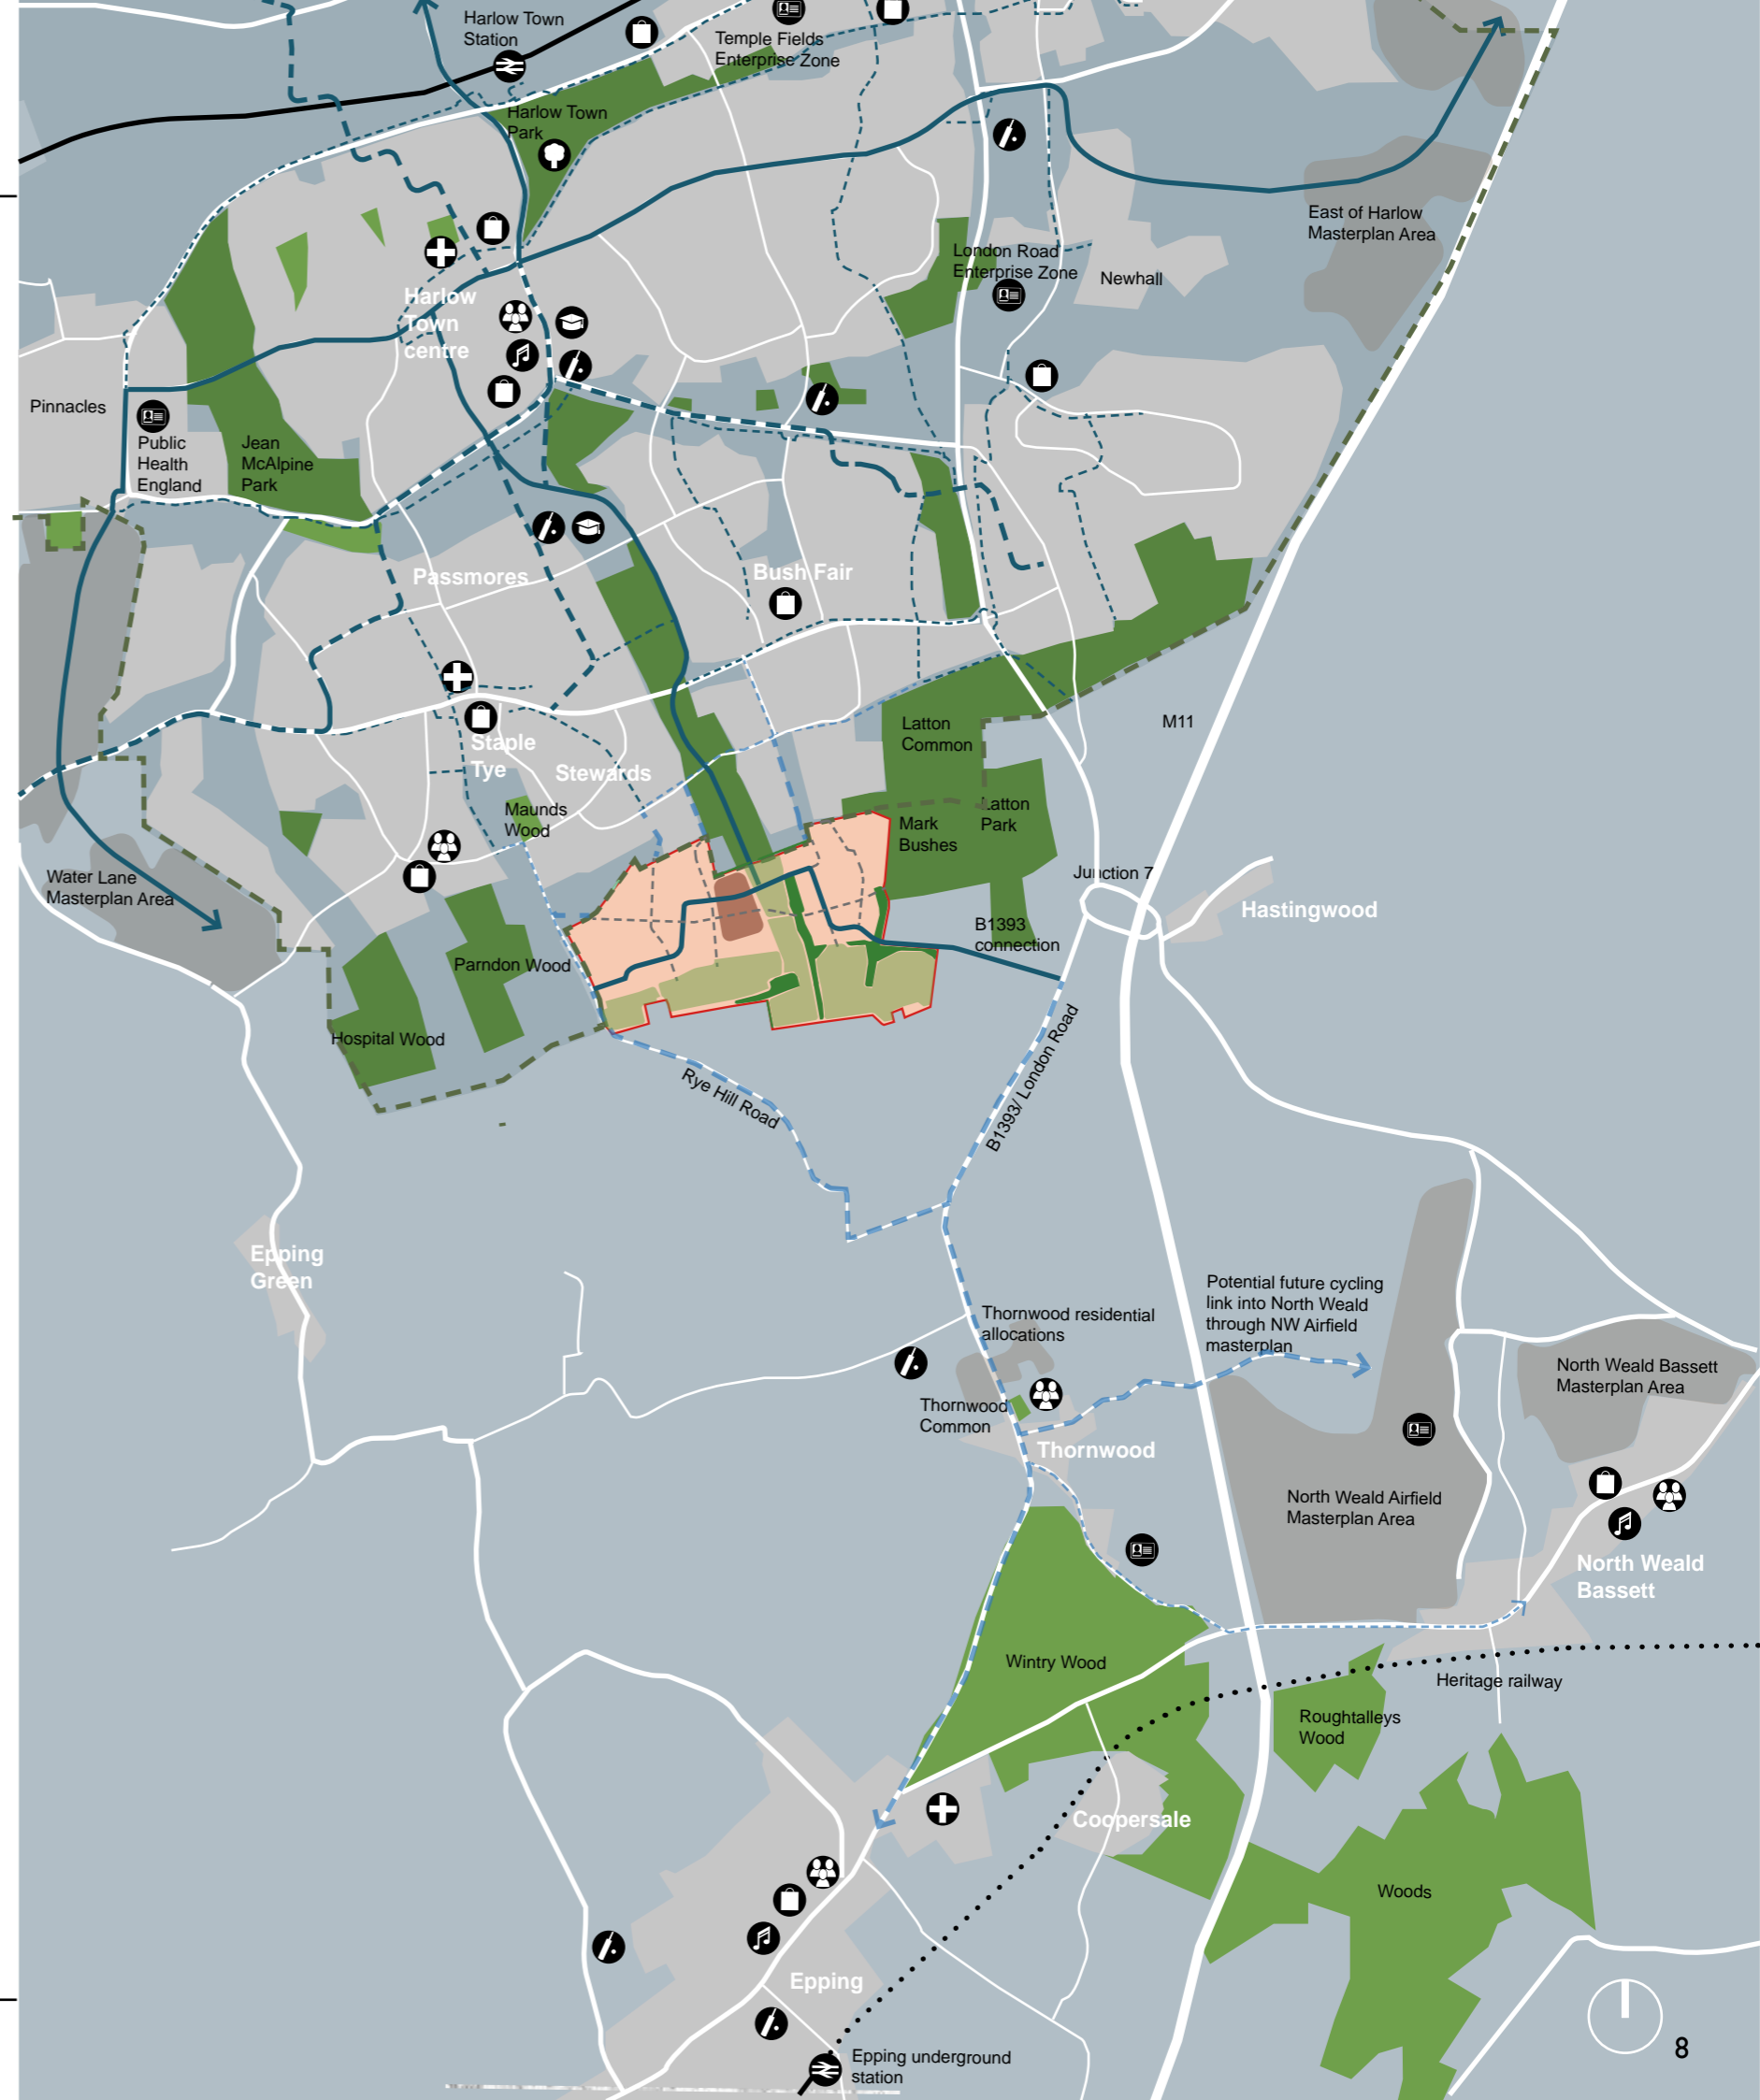 Harlow Town
Station
Temple Fields
Enterprise Zone
Harlow Town
Park
East of Harlow
Masterplan Area
London Road
Enterprise Zone
Newhall
Harlow
Town
centre
Pinnacles
Public
Health
England
Jean
McAlpine
Park
Passmores
Bush Fair
Staple
Tye
Stewards
Latton
Common
M11
Maunds
Wood
Mark
Bushes
Latton
Park
Water Lane
Masterplan Area
Junction 7
Hastingwood
B1393
connection
Parndon Wood
Hospital Wood
Rye Hill Road
B1393/ London Road
Epping
Green
Thornwood residential
allocations
Potential future cycling
link into North Weald
through NW Airfield
masterplan
North Weald Bassett
Masterplan Area
Thornwood
Common
Thornwood
North Weald Airfield
Masterplan Area
North Weald
Bassett
Wintry Wood
Heritage railway
Roughtalleys
Wood
Coopersale
Woods
Epping
Epping underground
station
8